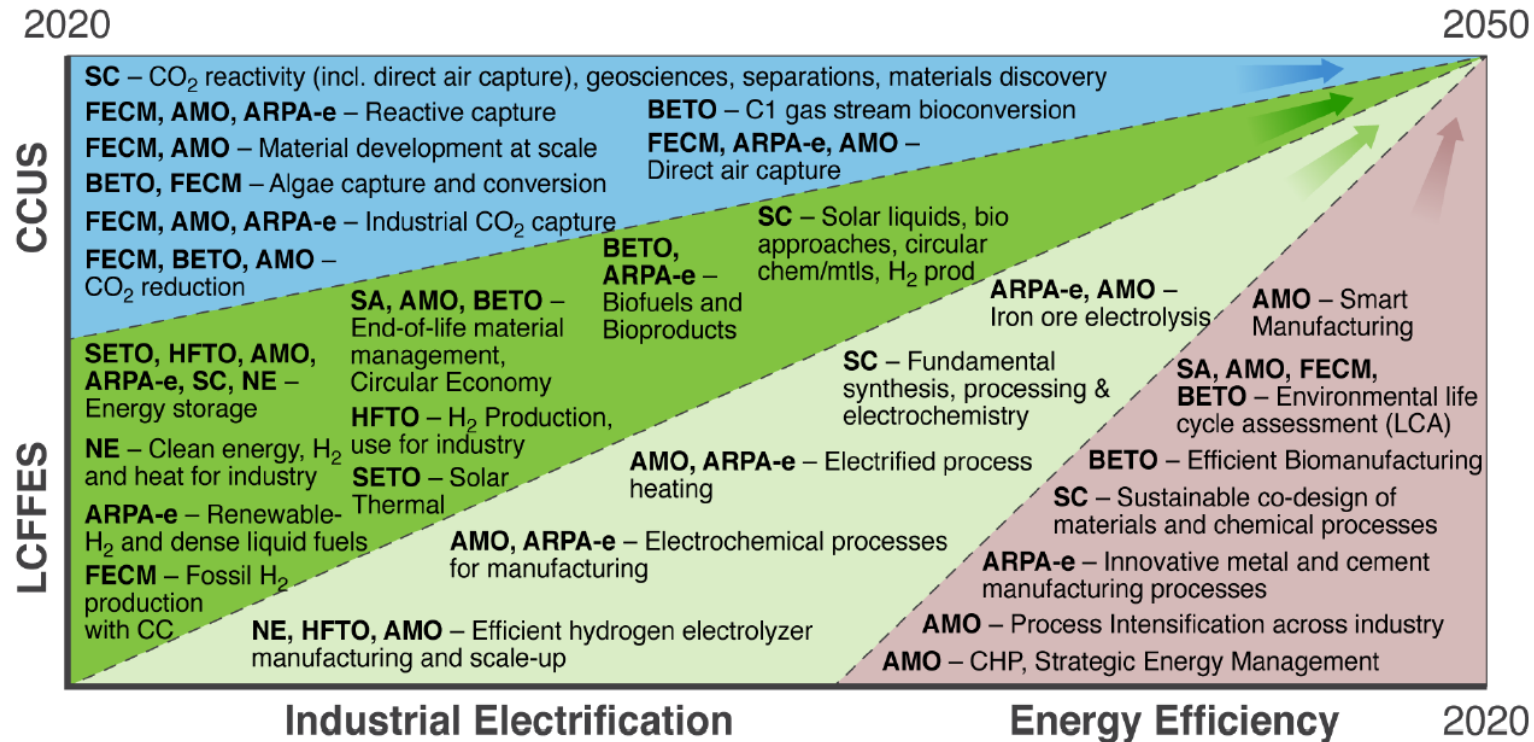 2020
2050
CCUS
SC – CO₂ reactivity (incl. direct air capture), geosciences, separations, materials discovery
FECM, AMO, ARPA-e – Reactive capture
FECM, AMO – Material development at scale
BETO, FECM – Algae capture and conversion
FECM, AMO, ARPA-e – Industrial CO₂ capture
FECM, BETO, AMO –
CO₂ reduction
BETO – C1 gas stream bioconversion
FECM, ARPA-e, AMO –
Direct air capture
LCFFES
SETO, HFTO, AMO,
ARPA-e, SC, NE –
Energy storage
NE – Clean energy, H₂
and heat for industry
ARPA-e – Renewable-
H₂ and dense liquid fuels
FECM – Fossil H₂
production
with CC
SA, AMO, BETO –
End-of-life material
management,
Circular Economy
HFTO – H₂ Production,
use for industry
SETO – Solar
Thermal
BETO,
ARPA-e –
Biofuels and
Bioproducts
SC – Solar liquids, bio
approaches, circular
chem/mtls, H₂ prod
ARPA-e, AMO –
Iron ore electrolysis
SC – Fundamental
synthesis, processing &
electrochemistry
AMO, ARPA-e – Electrified process
heating
AMO, ARPA-e – Electrochemical processes
for manufacturing
NE, HFTO, AMO – Efficient hydrogen electrolyzer
manufacturing and scale-up
AMO – Smart
Manufacturing
SA, AMO, FECM,
BETO – Environmental life
cycle assessment (LCA)
BETO – Efficient Biomanufacturing
SC – Sustainable co-design of
materials and chemical processes
ARPA-e – Innovative metal and cement
manufacturing processes
AMO – Process Intensification across industry
AMO – CHP, Strategic Energy Management
Industrial Electrification
Energy Efficiency
2020